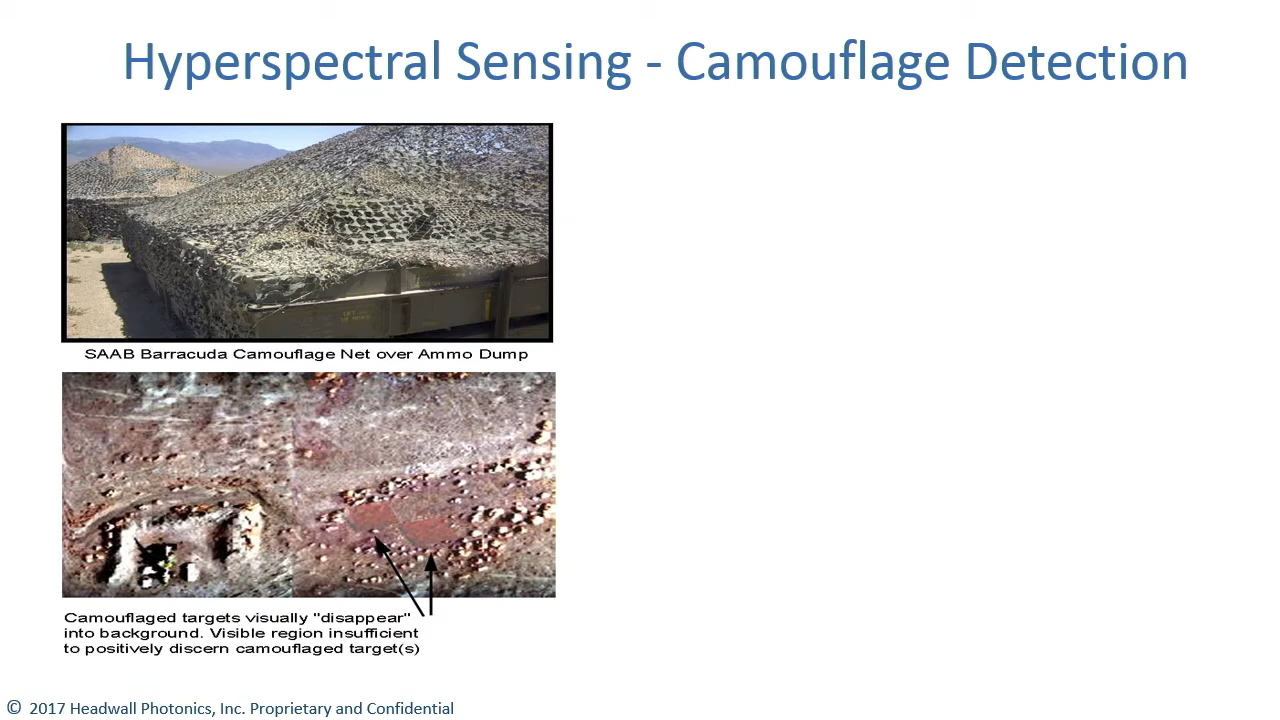 Hyperspectral Sensing - Camouflage Detection
SAAB Barracuda Camouflage Net over Ammo Dump
Camouflaged targets visually "disappear"
into background. Visible region insufficient
to positively discern camouflaged target(s)
© 2017 Headwall Photonics, Inc. Proprietary and Confidential